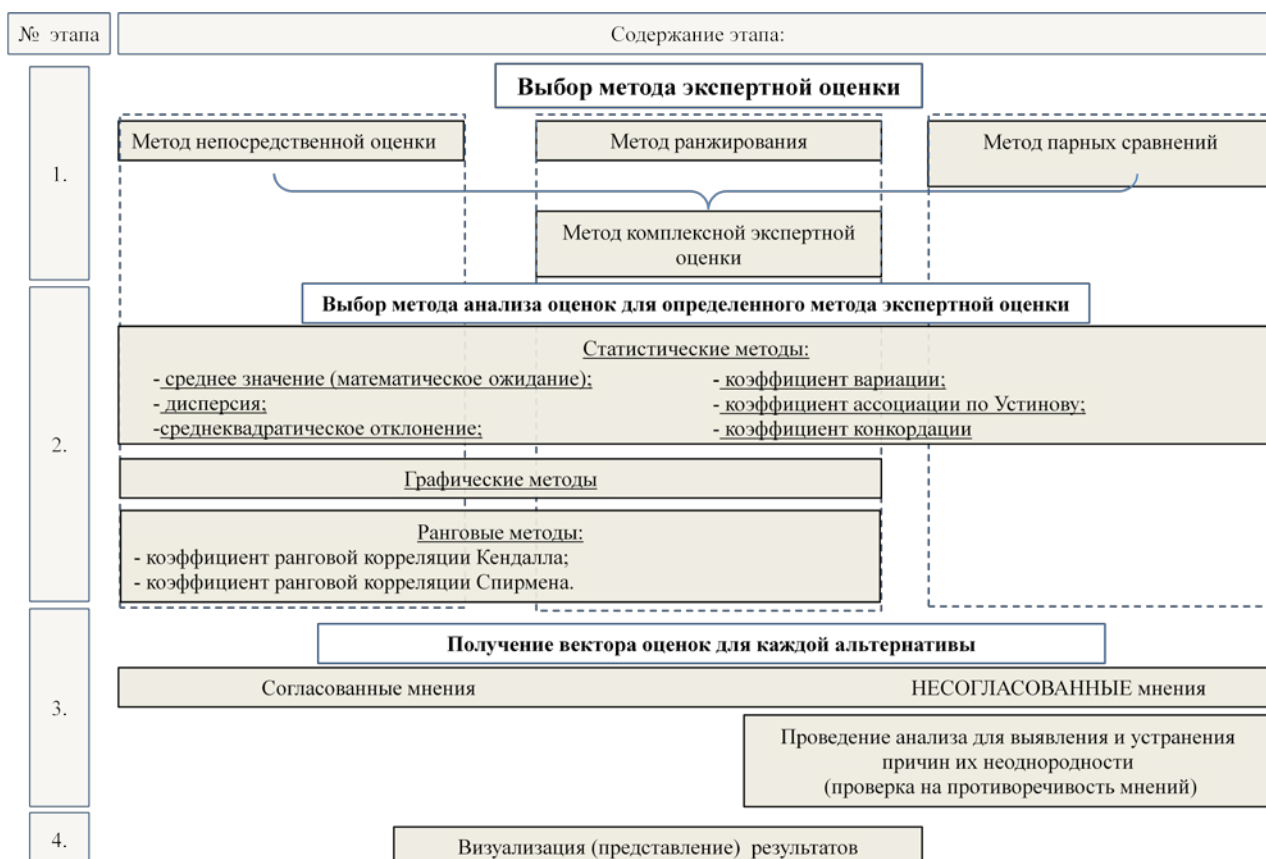 № этапа
Содержание этапа:
1.
Выбор метода экспертной оценки
Метод непосредственной оценки
Метод ранжирования
Метод парных сравнений
Метод комплексной экспертной
оценки
2.
Выбор метода анализа оценок для определенного метода экспертной оценки
Статистические методы:
- среднее значение (математическое ожидание);
- дисперсия;
-среднеквадратическое отклонение;
- коэффициент вариации;
- коэффициент ассоциации по Устинову;
- коэффициент конкордации
Графические методы
Ранговые методы:
- коэффициент ранговой корреляции Кендалла;
- коэффициент ранговой корреляции Спирмена.
3.
Получение вектора оценок для каждой альтернативы
Согласованные мнения
НЕСОГЛАСОВАННЫЕ мнения
Проведение анализа для выявления и устранения
причин их неоднородности
(проверка на противоречивость мнений)
4.
Визуализация (представление) результатов